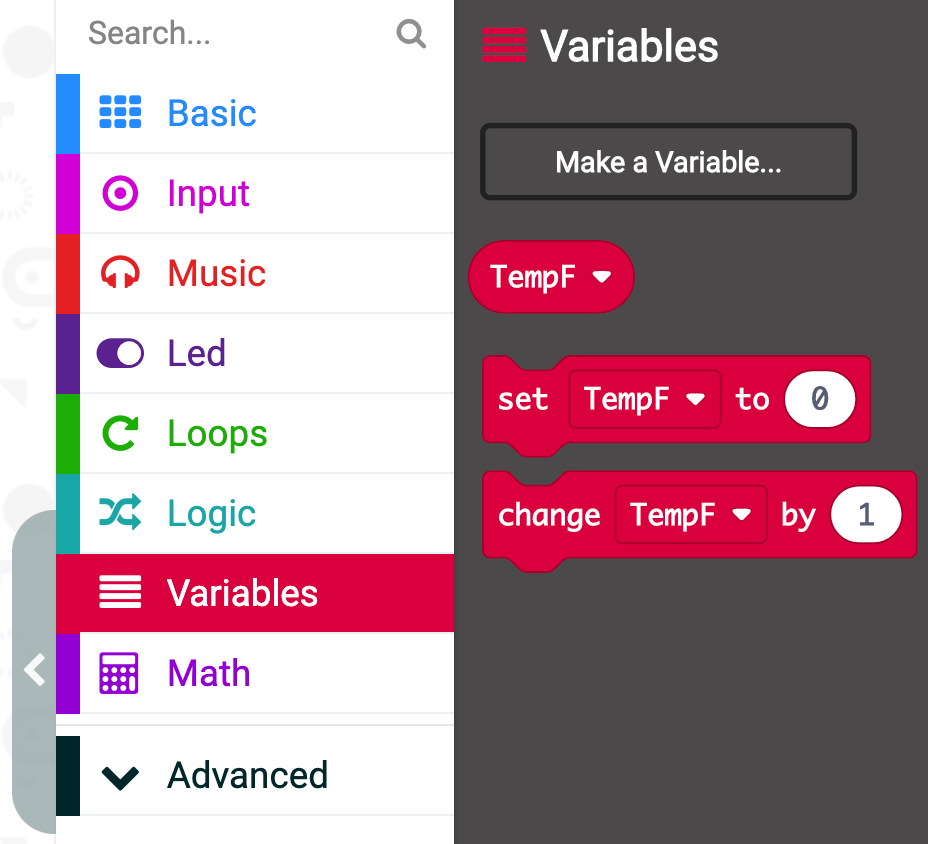 Search...
Basic
Input
Music
Led
Loops
Logic
Variables
Math
Advanced
Variables
Make a Variable...
TempF
set TempF to 0
change TempF by 1